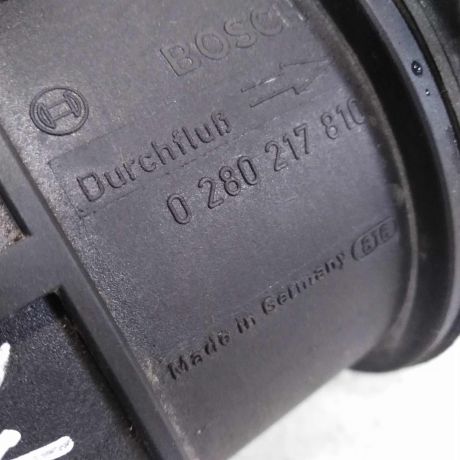 BOSCH
Durchfluß
0 280 217 810
Made in Germany